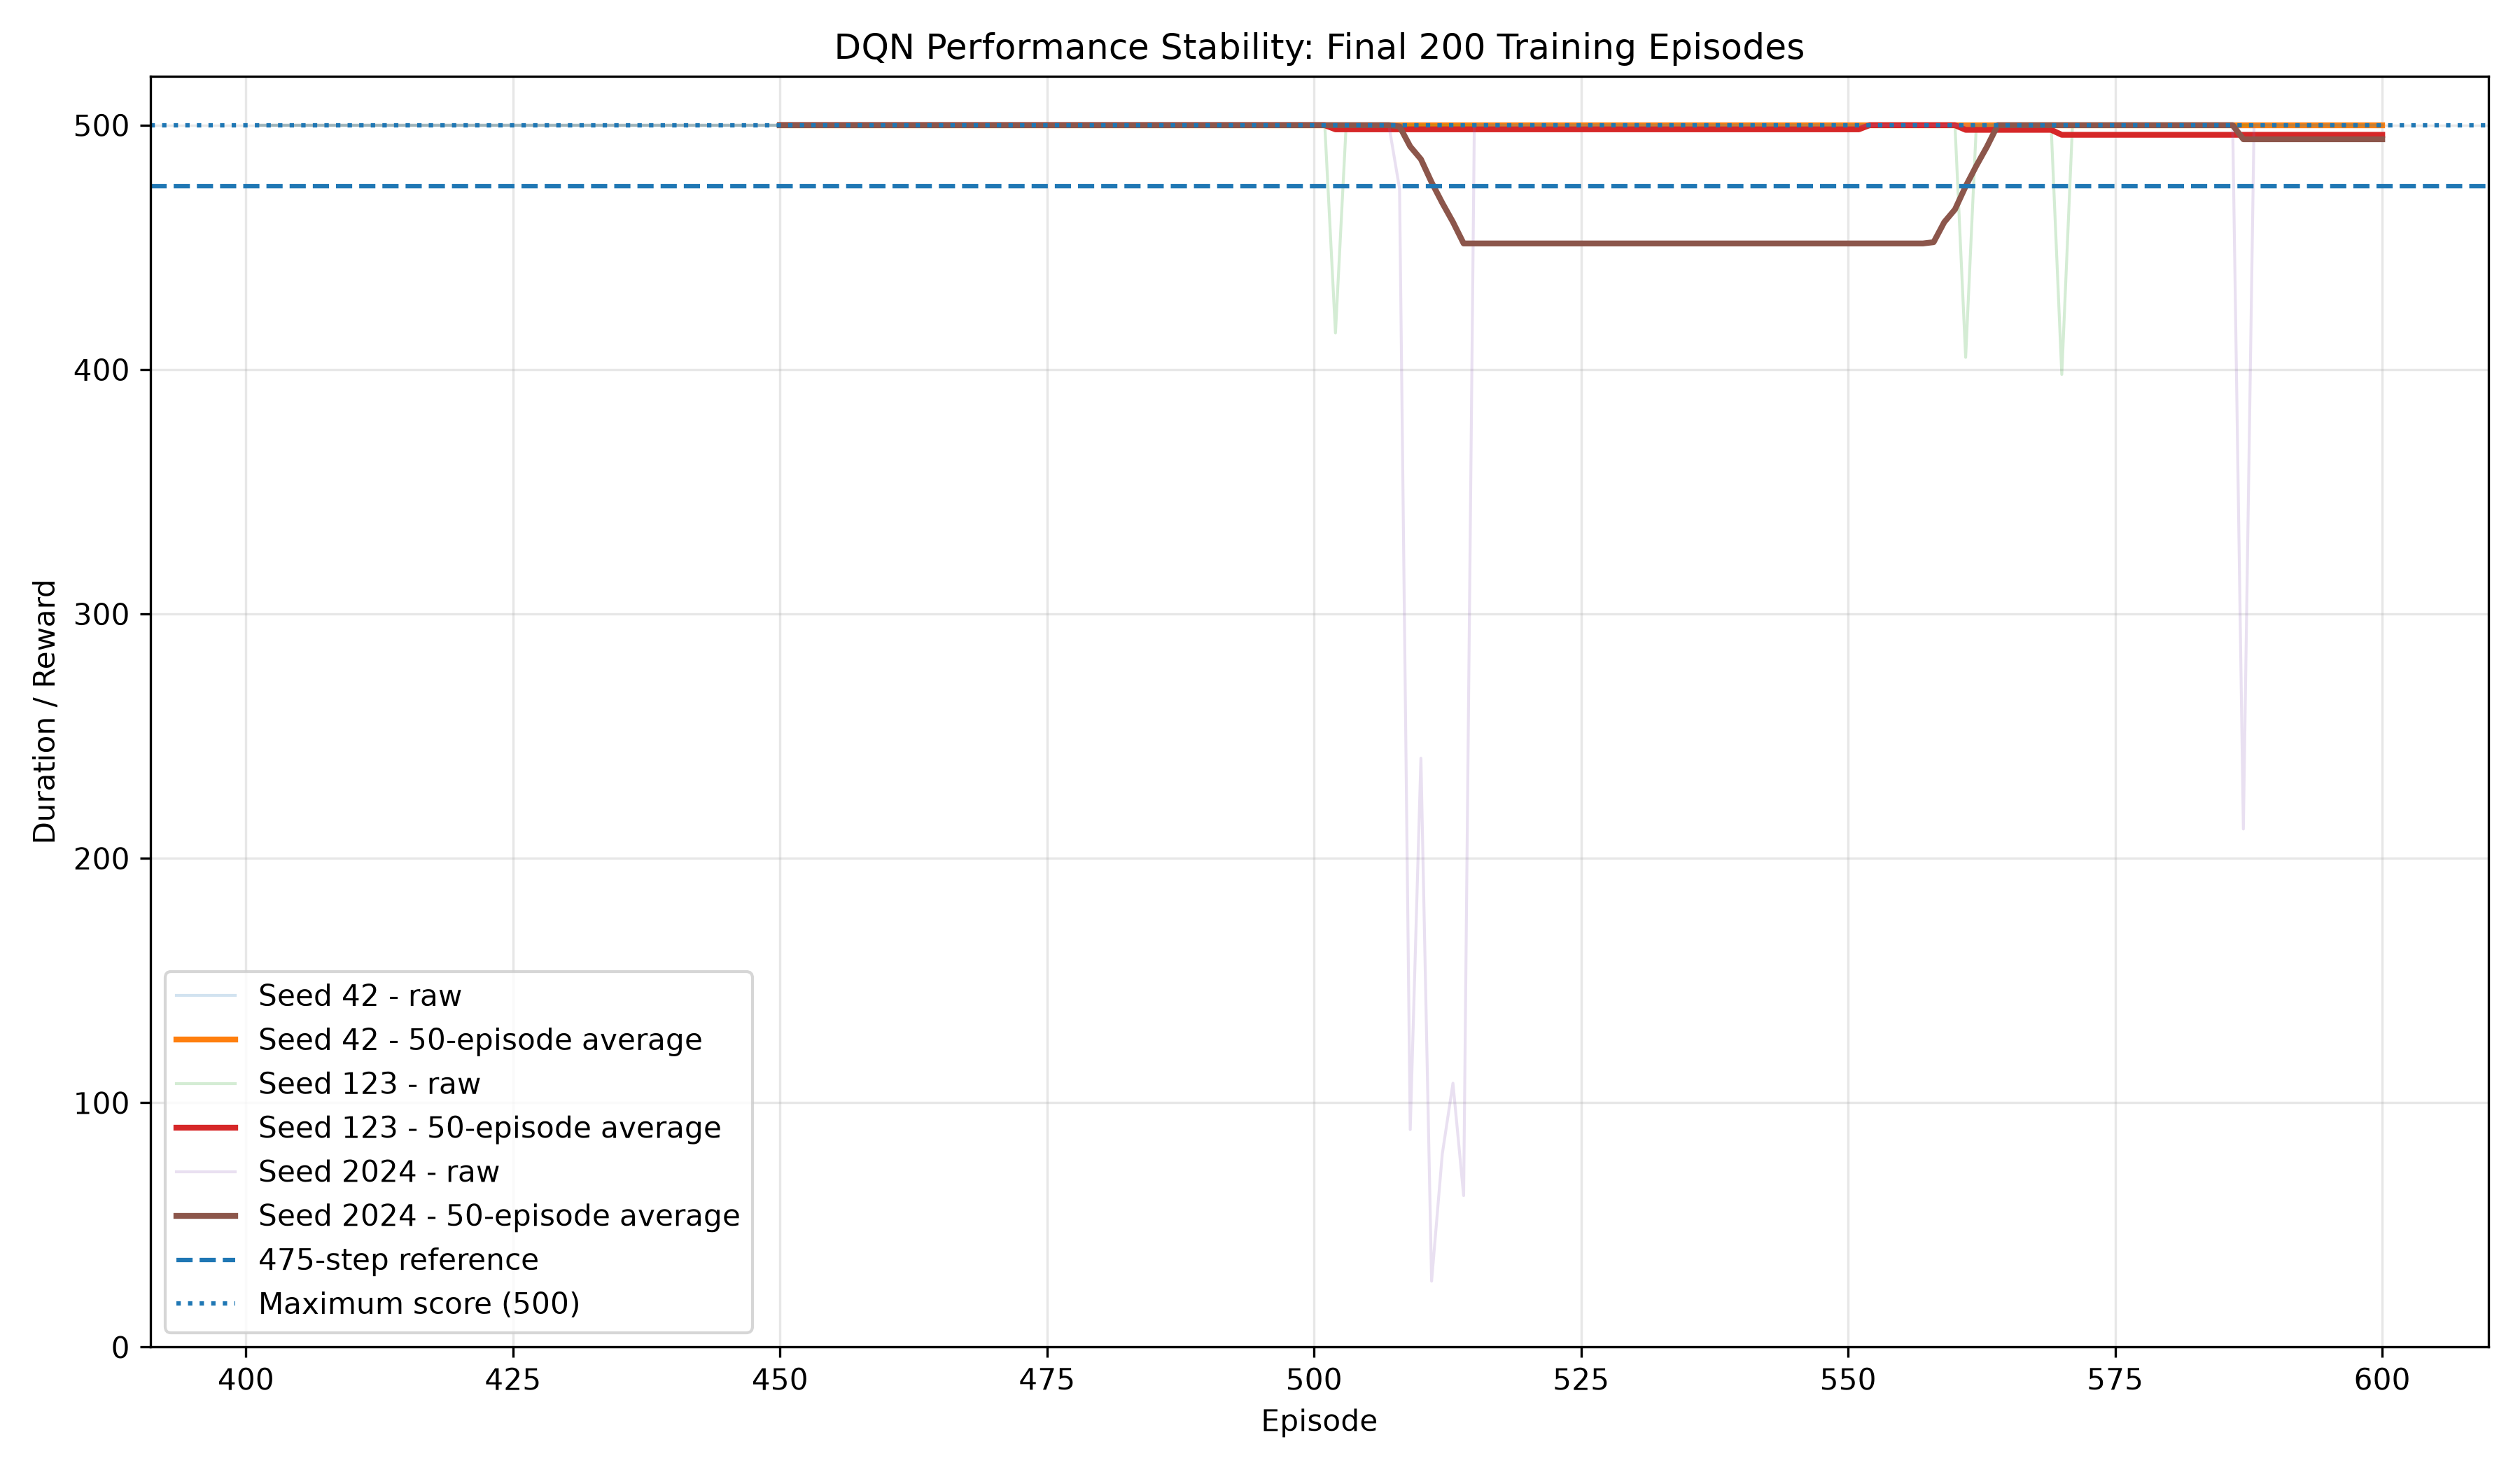 DQN Performance Stability: Final 200 Training Episodes
Duration / Reward
500
400
300
200
100
0
Seed 42 - raw
Seed 42 - 50-episode average
Seed 123 - raw
Seed 123 - 50-episode average
Seed 2024 - raw
Seed 2024 - 50-episode average
475-step reference
Maximum score (500)
400 425 450 475 500 525 550 575 600
Episode